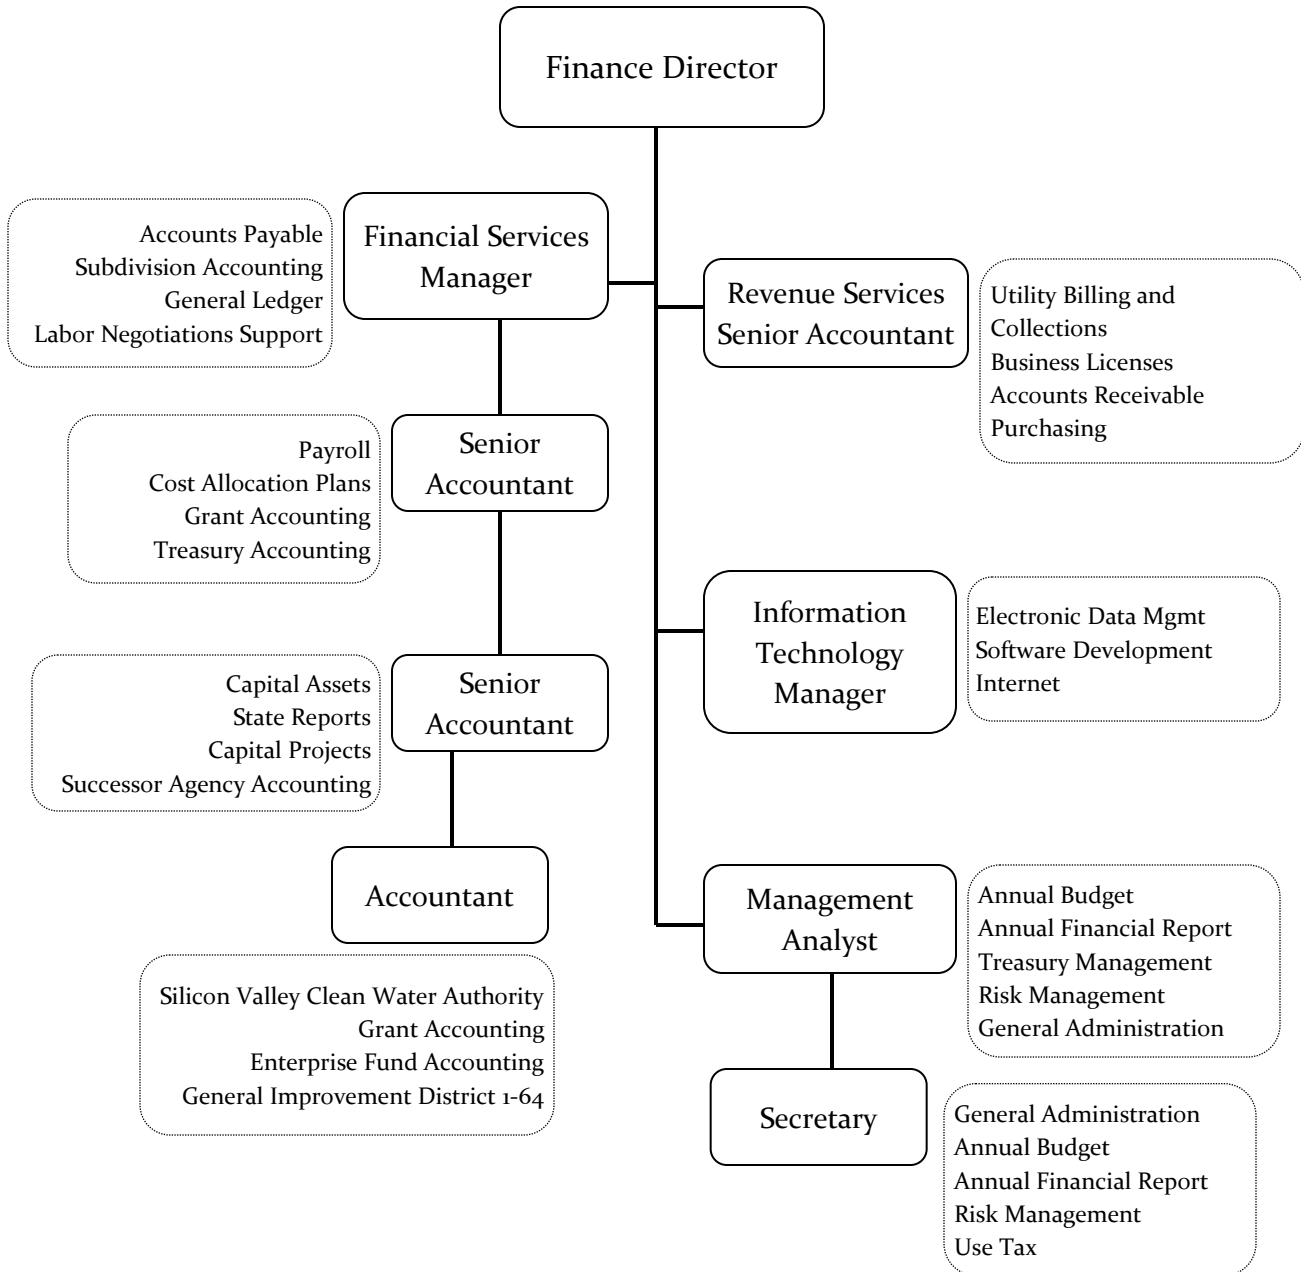 Finance Director
Financial Services
Manager
Accounts Payable
Subdivision Accounting
General Ledger
Labor Negotiations Support
Revenue Services
Senior Accountant
Utility Billing and
Collections
Business Licenses
Accounts Receivable
Purchasing
Senior
Accountant
Payroll
Cost Allocation Plans
Grant Accounting
Treasury Accounting
Information
Technology
Manager
Electronic Data Mgmt
Software Development
Internet
Senior
Accountant
Capital Assets
State Reports
Capital Projects
Successor Agency Accounting
Accountant
Silicon Valley Clean Water Authority
Grant Accounting
Enterprise Fund Accounting
General Improvement District 1-64
Management
Analyst
Annual Budget
Annual Financial Report
Treasury Management
Risk Management
General Administration
Secretary
General Administration
Annual Budget
Annual Financial Report
Risk Management
Use Tax